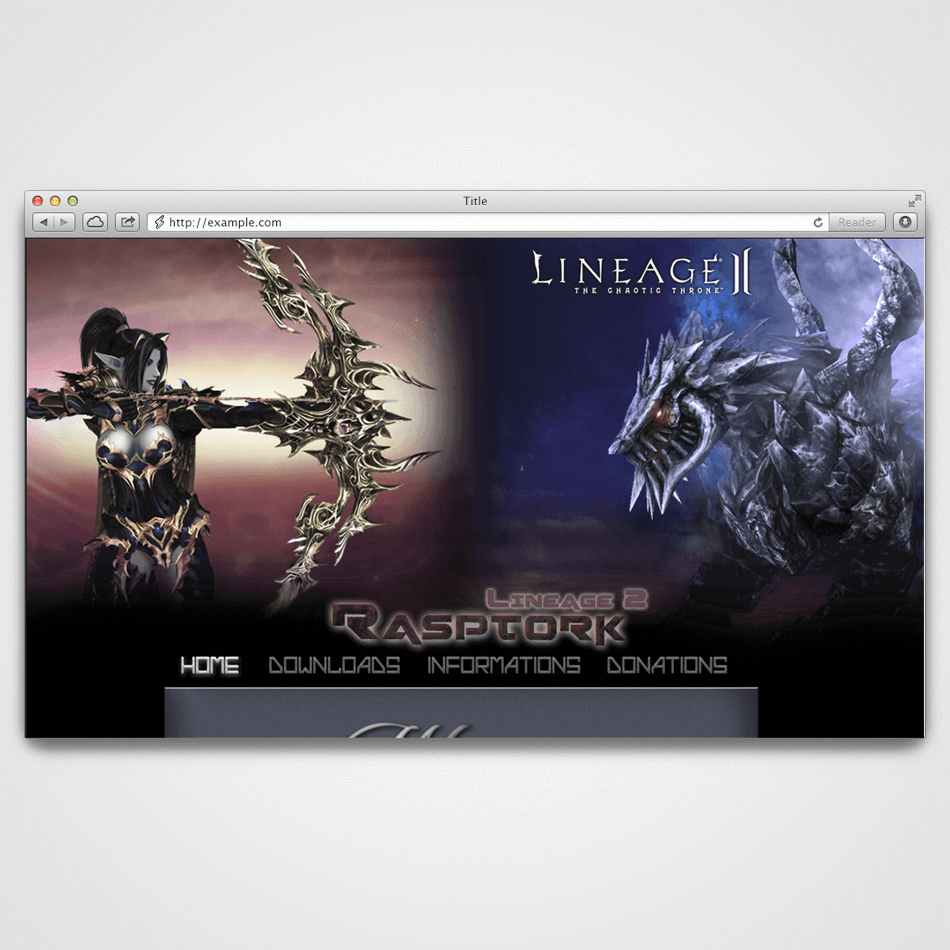 Title
http://example.com
Reader
LINEAGE II
THE CHAOTIC THRONE
LINEAGE 2
RASPTORK
HOME DOWNLOADS INFORMATIONS DONATIONS